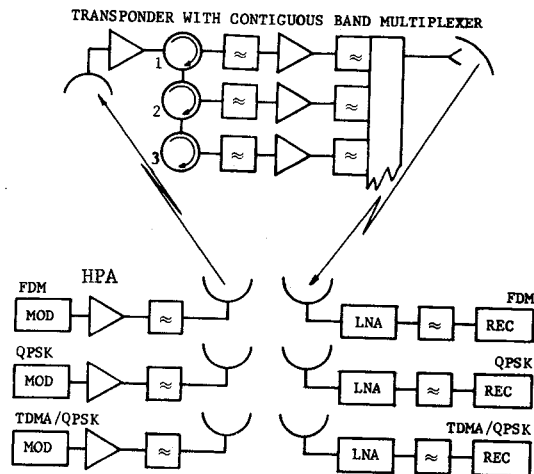 TRANSPONDER WITH CONTIGUOUS BAND MULTIPLEXER
1
≈ ≈
2
≈ ≈
3
≈ ≈
HPA
FDM
MOD ≈
FDM
LNA ≈ REC
QPSK
MOD ≈
QPSK
LNA ≈ REC
TDMA/QPSK
MOD ≈
TDMA/QPSK
LNA ≈ REC